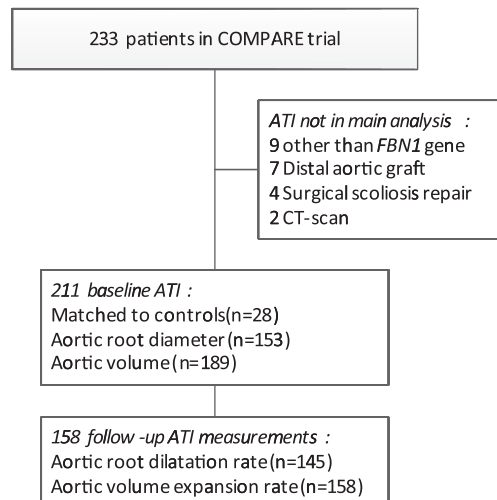 233 patients in COMPARE trial
ATI not in main analysis :
9 other than FBN1 gene
7 Distal aortic graft
4 Surgical scoliosis repair
2 CT-scan
211 baseline ATI :
Matched to controls(n=28)
Aortic root diameter(n=153)
Aortic volume(n=189)
158 follow -up ATI measurements :
Aortic root dilatation rate(n=145)
Aortic volume expansion rate(n=158)